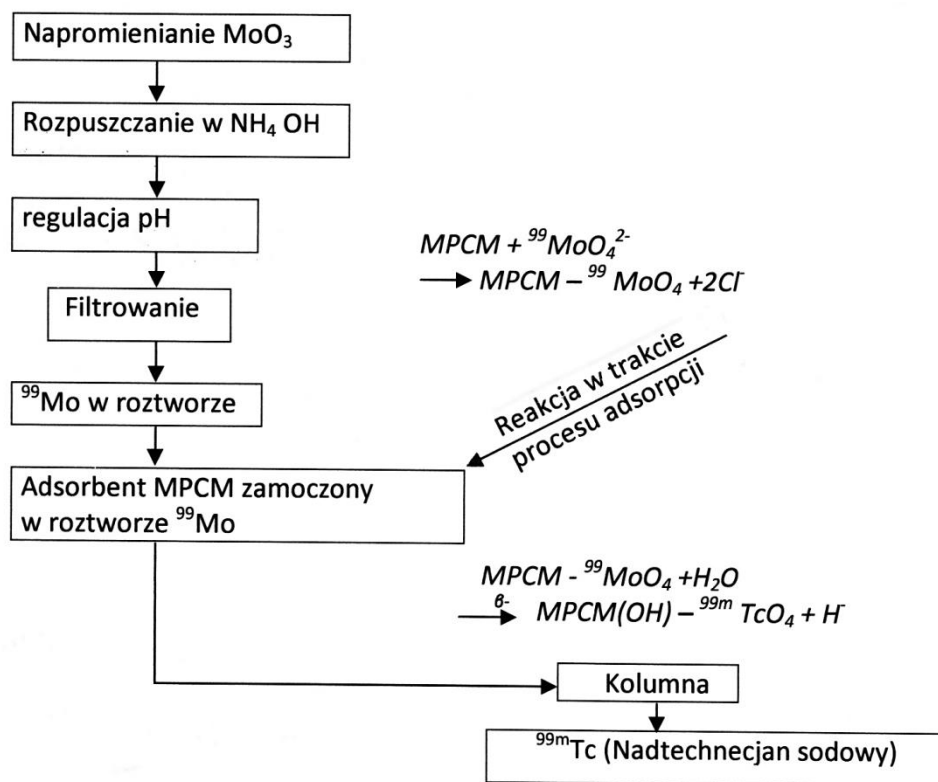 Napromienianie MoO₃
Rozpuszczanie w NH₄ OH
regulacja pH
MPCM + ⁹⁹MoO₄²⁻
→ MPCM – ⁹⁹ MoO₄ +2Cl⁻
Filtrowanie
Reakcja w trakcie
procesu adsorpcji
⁹⁹Mo w roztworze
Adsorbent MPCM zamoczony
w roztworze ⁹⁹Mo
MPCM - ⁹⁹MoO₄ +H₂O
в- → MPCM(OH) – ⁹⁹ᵐ TcO₄ + H⁻
Kolumna
⁹⁹ᵐTc (Nadtechnecjan sodowy)